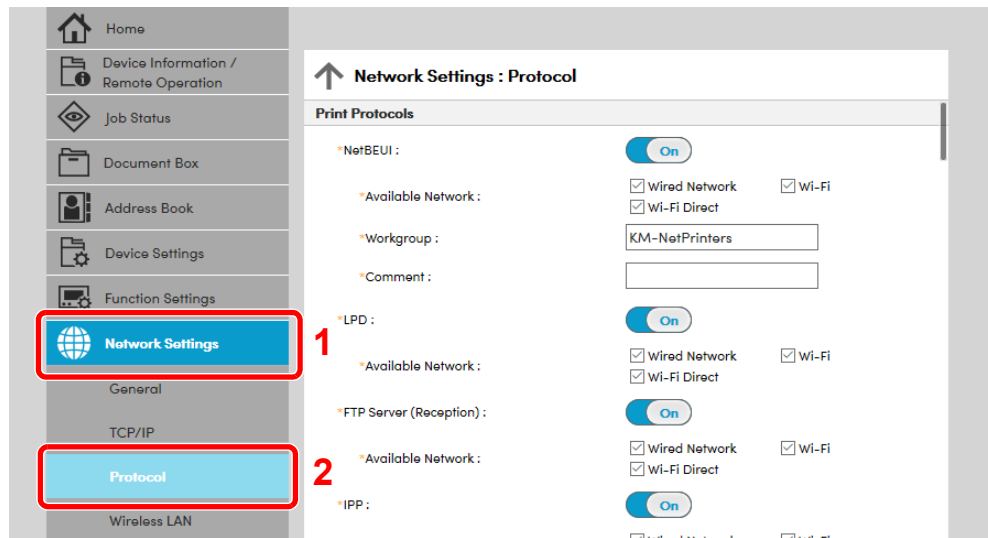 Home
Device Information /
Remote Operation
Job Status
Document Box
Address Book
Device Settings
Function Settings
Network Settings
1
General
TCP/IP
Protocol
2
Wireless LAN
Network Settings : Protocol
Print Protocols
*NetBEUI : On
*Available Network : Wired Network Wi-Fi
Wi-Fi Direct
*Workgroup : KM-NetPrinters
*Comment :
*LPD : On
*Available Network : Wired Network Wi-Fi
Wi-Fi Direct
*FTP Server (Reception) : On
*Available Network : Wired Network Wi-Fi
Wi-Fi Direct
*IPP : On